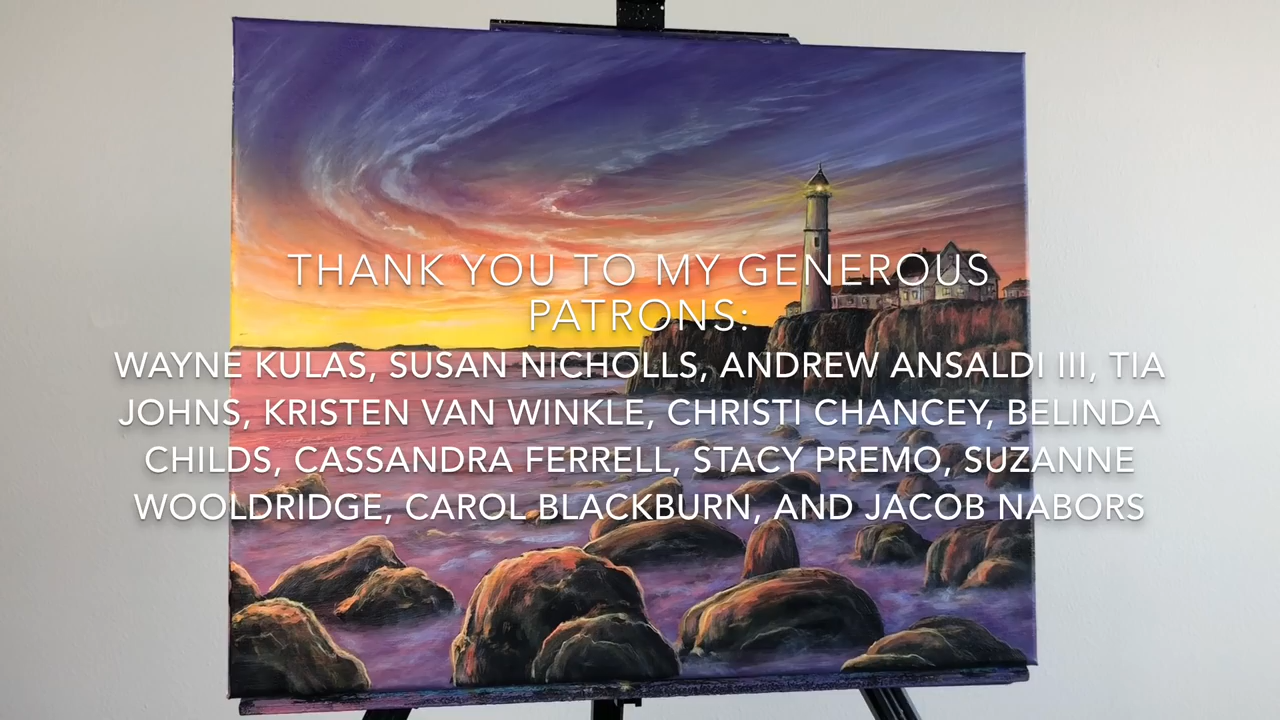 THANK YOU TO MY GENEROUS
PATRONS:
WAYNE KULAS, SUSAN NICHOLLS, ANDREW ANSALDI III, TIA
JOHNS, KRISTEN VAN WINKLE, CHRISTI CHANCEY, BELINDA
CHILDS, CASSANDRA FERRELL, STACY PREMO, SUZANNE
WOOLDRIDGE, CAROL BLACKBURN, AND JACOB NABORS